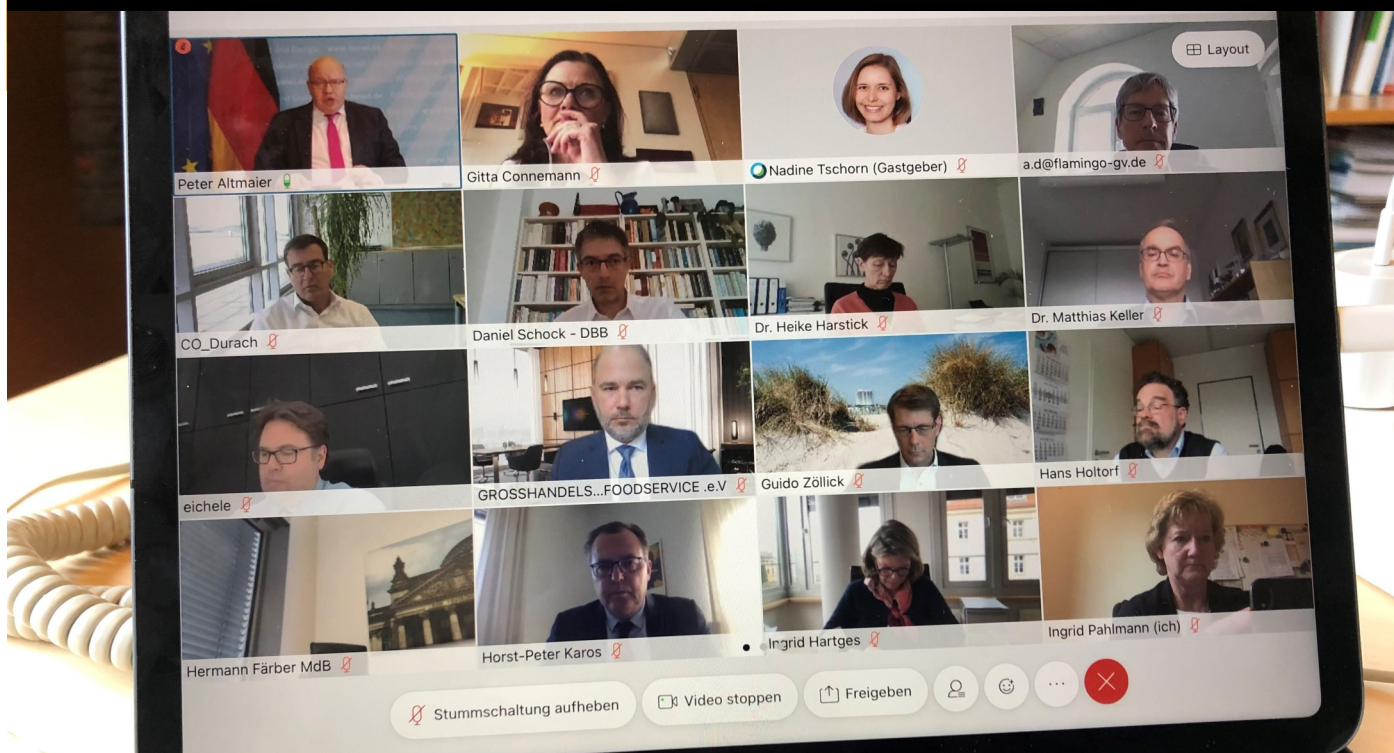 Layout
Peter Altmaier
Gitta Connemann
Nadine Tschorn (Gastgeber)
a.d@flamingo-gv.de
CO_Durach
Daniel Schock - DBB
Dr. Heike Harstick
Dr. Matthias Keller
eichele
GROSSHANDELS...FOODSERVICE .e.V
Guido Zöllick
Hans Holtorf
Hermann Färber MdB
Horst-Peter Karos
Ingrid Hartges
Ingrid Pahlmann (ich)
Stummschaltung aufheben
Video stoppen
Freigeben